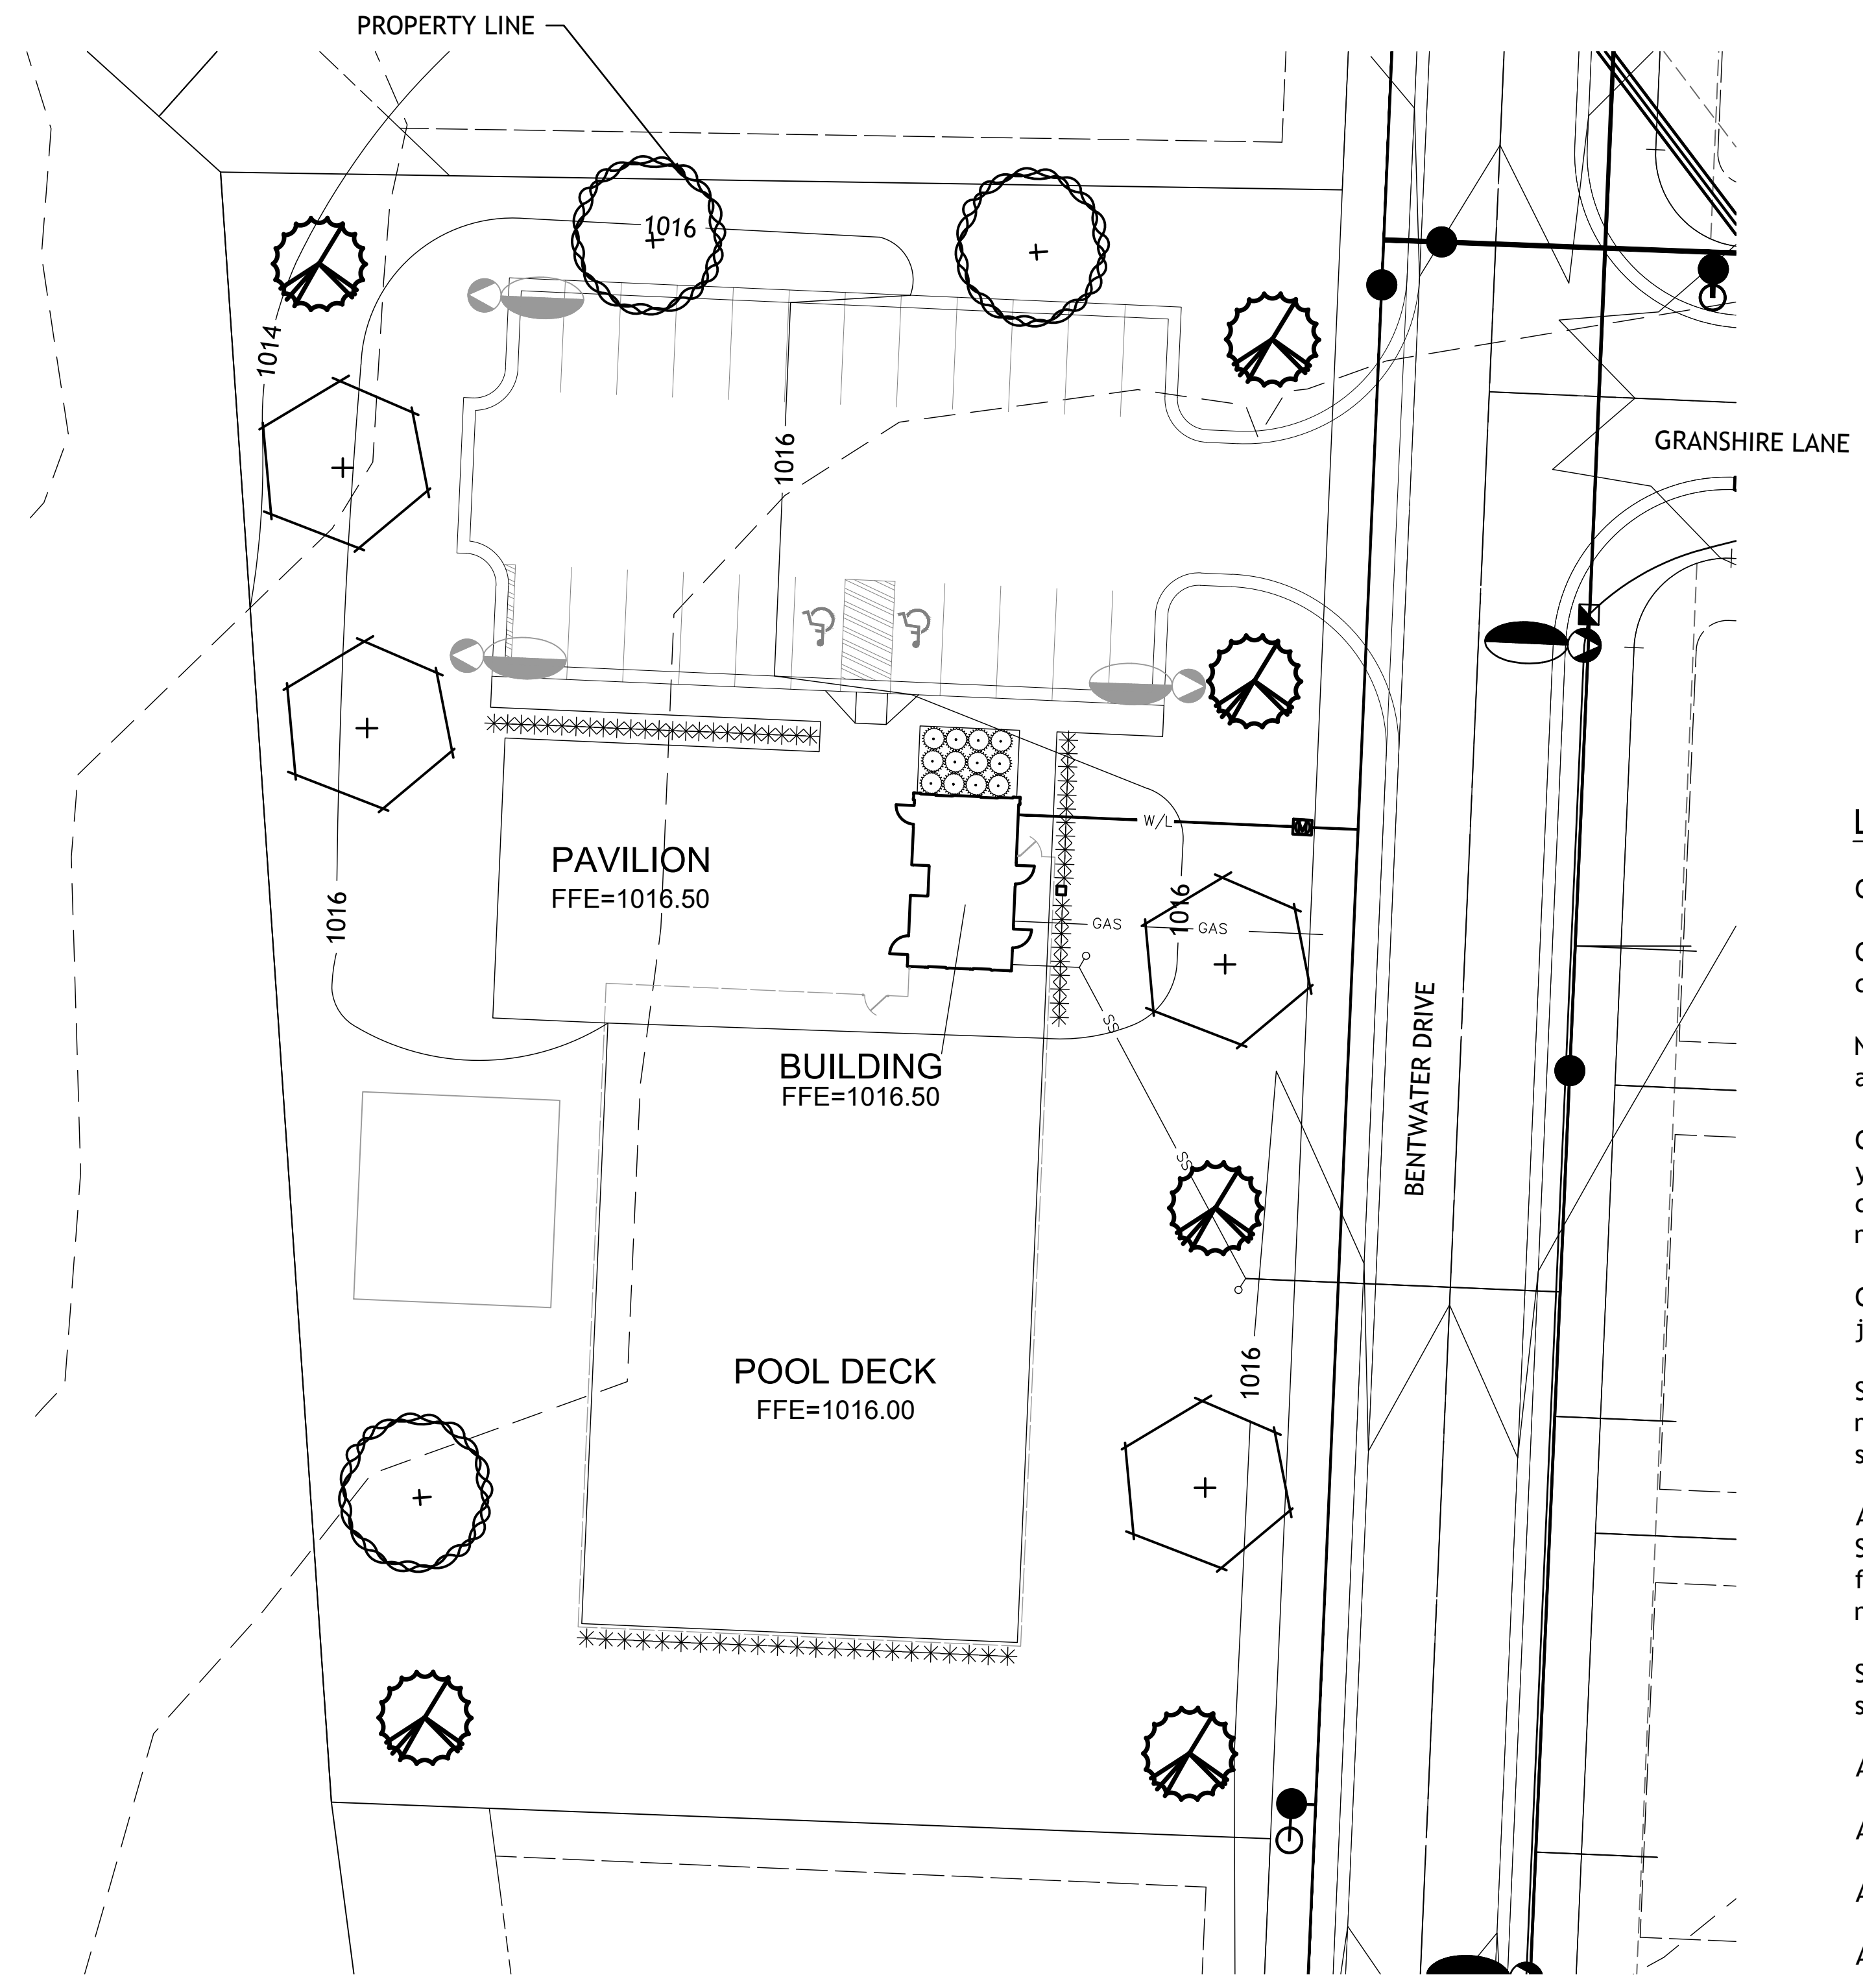 PROPERTY LINE
1016
1014
1016
GRANSHIRE LANE
W/L
M
PAVILION
FFE=1016.50
1016
1016
GAS
GAS
SS
BENTWATER DRIVE
BUILDING
FFE=1016.50
SS
1016
POOL DECK
FFE=1016.00